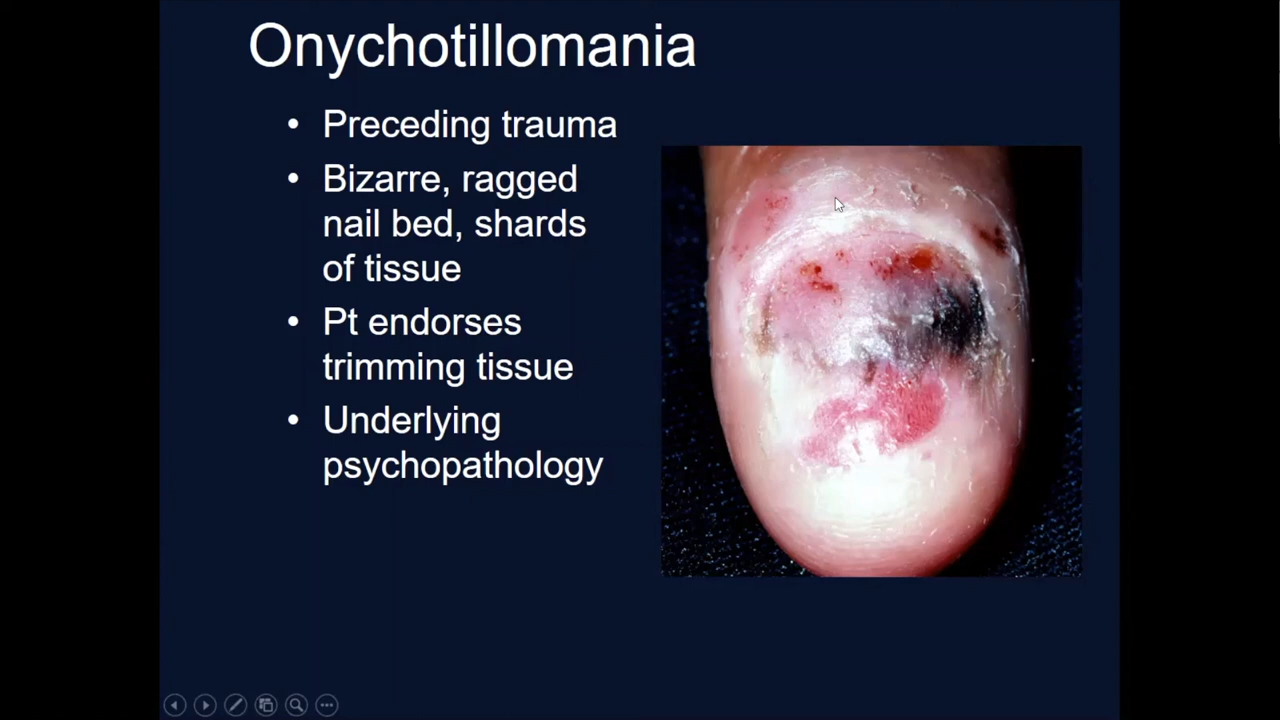 Onychotillomania
• Preceding trauma
• Bizarre, ragged
nail bed, shards
of tissue
• Pt endorses
trimming tissue
• Underlying
psychopathology